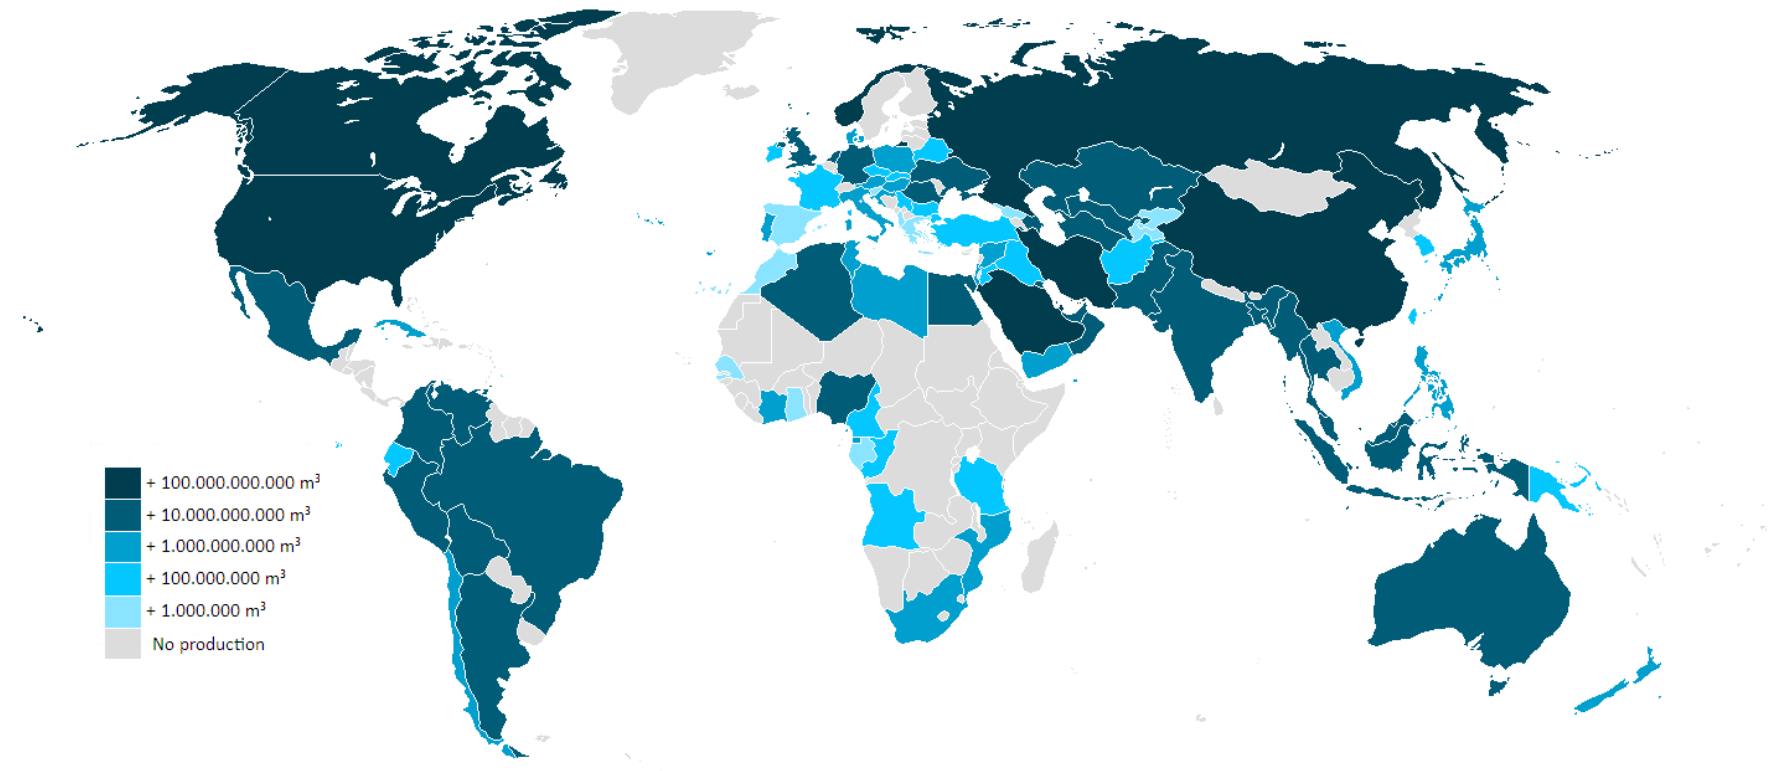 + 100.000.000.000 m³
+ 10.000.000.000 m³
+ 1.000.000.000 m³
+ 100.000.000 m³
+ 1.000.000 m³
No production